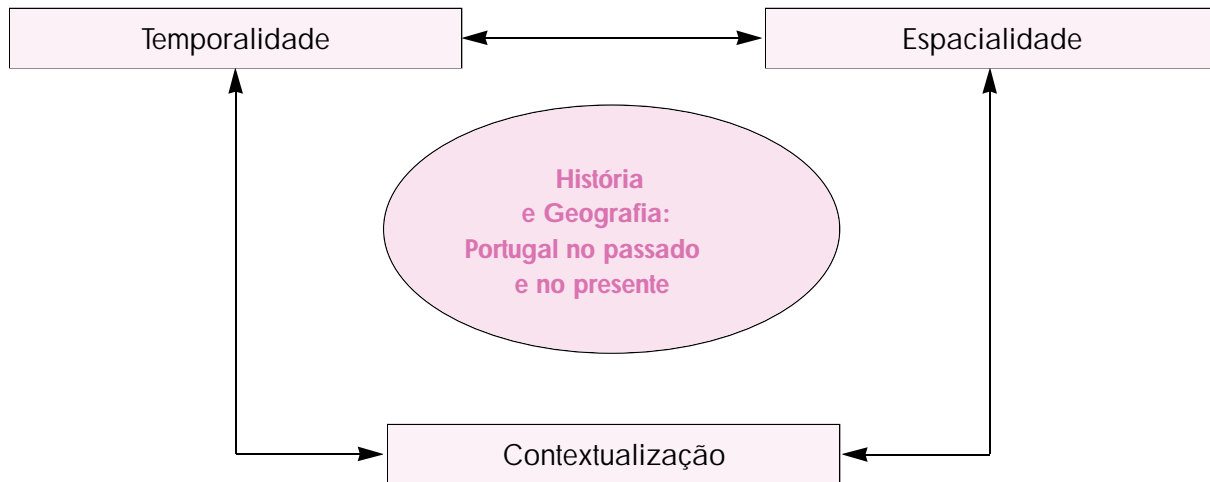 Temporalidade
Espacialidade
História
e Geografia:
Portugal no passado
e no presente
Contextualização